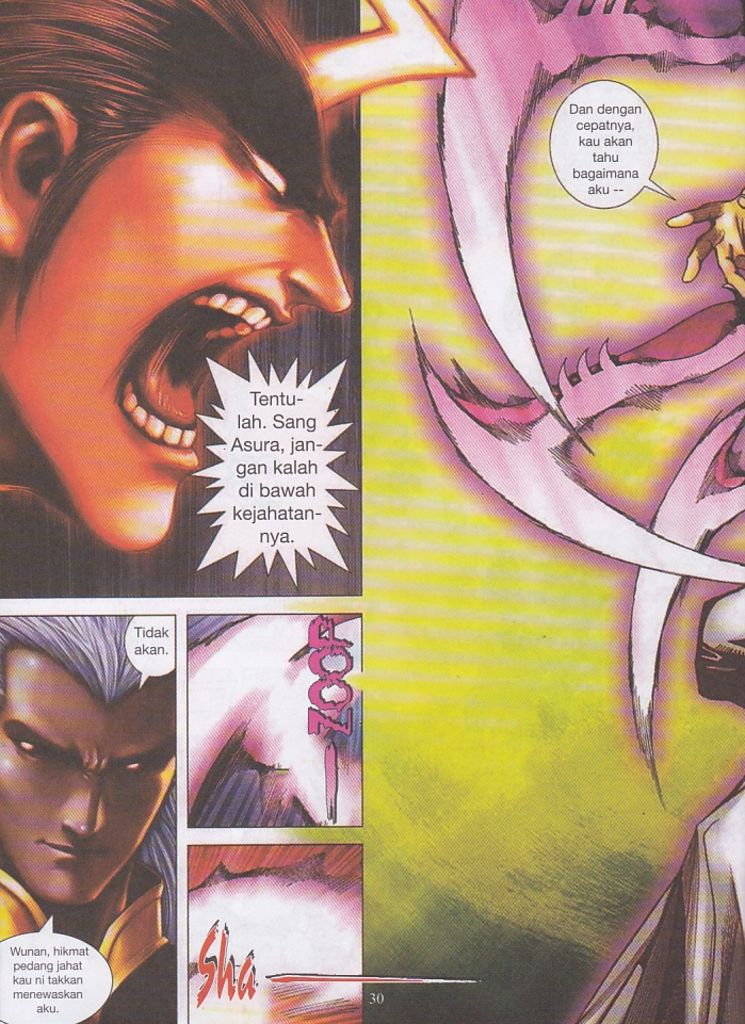 Tentu-
lah. Sang
Asura, jan-
gan kalah
di bawah
kejahatan-
nya.
Tidak
akan.
Wunan, hikmat
pedang jahat
kau ni takkan
menewaskan
aku.
ZOOP
Sha
Dan dengan
cepatnya,
kau akan
tahu
bagaimana
aku --
30